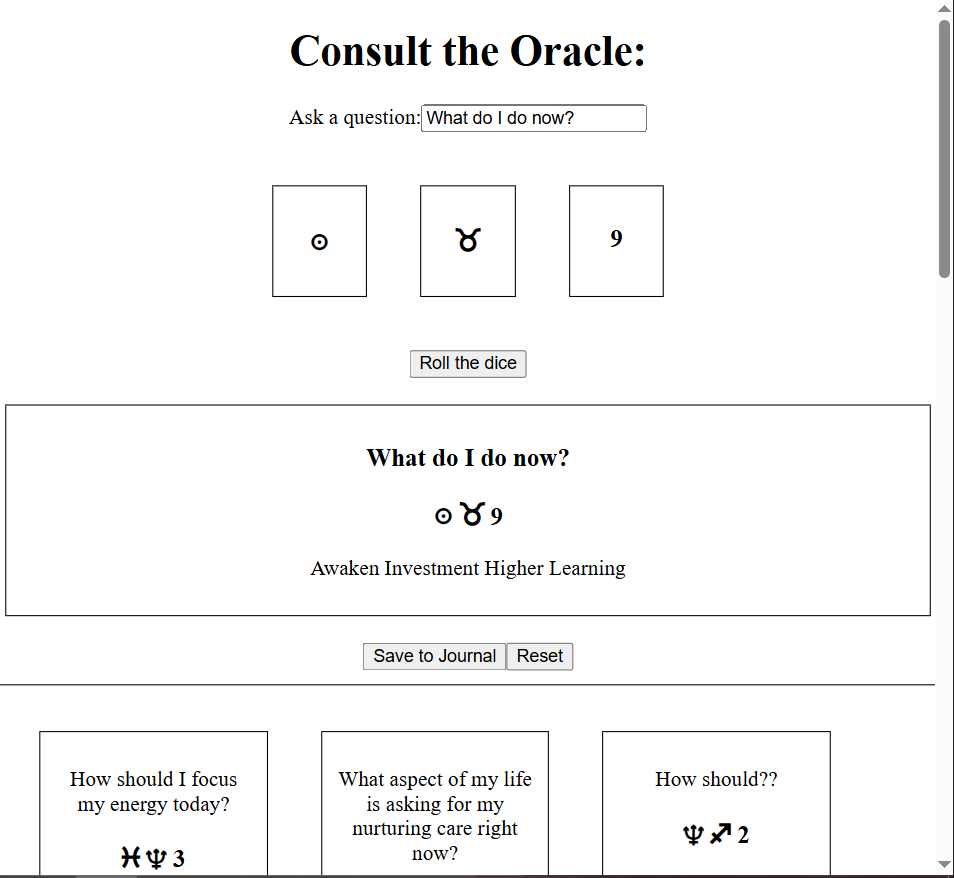 Consult the Oracle:
Ask a question: What do I do now?
☉ ♉ 9
Roll the dice
What do I do now?
☉ ♉ 9
Awaken Investment Higher Learning
Save to Journal Reset
How should I focus
my energy today?
♓ ♆ 3
What aspect of my life
is asking for my
nurturing care right
now?
How should??
♆ ♐ 2